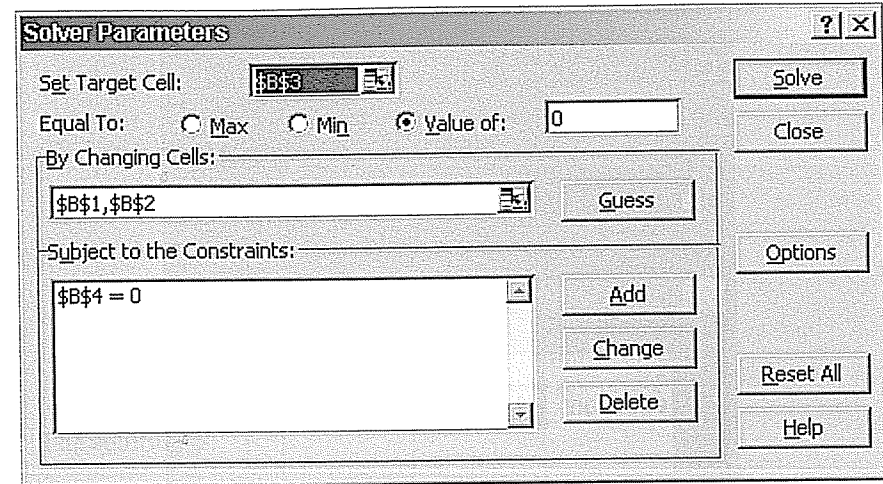 Solver Parameters ? X
Set Target Cell: $B$3 Solve
Equal To: Max Min Value of: 0 Close
By Changing Cells:
$B$1,$B$2 Guess
Subject to the Constraints: Options
$B$4 = 0 Add
Change
Reset All
Delete
Help